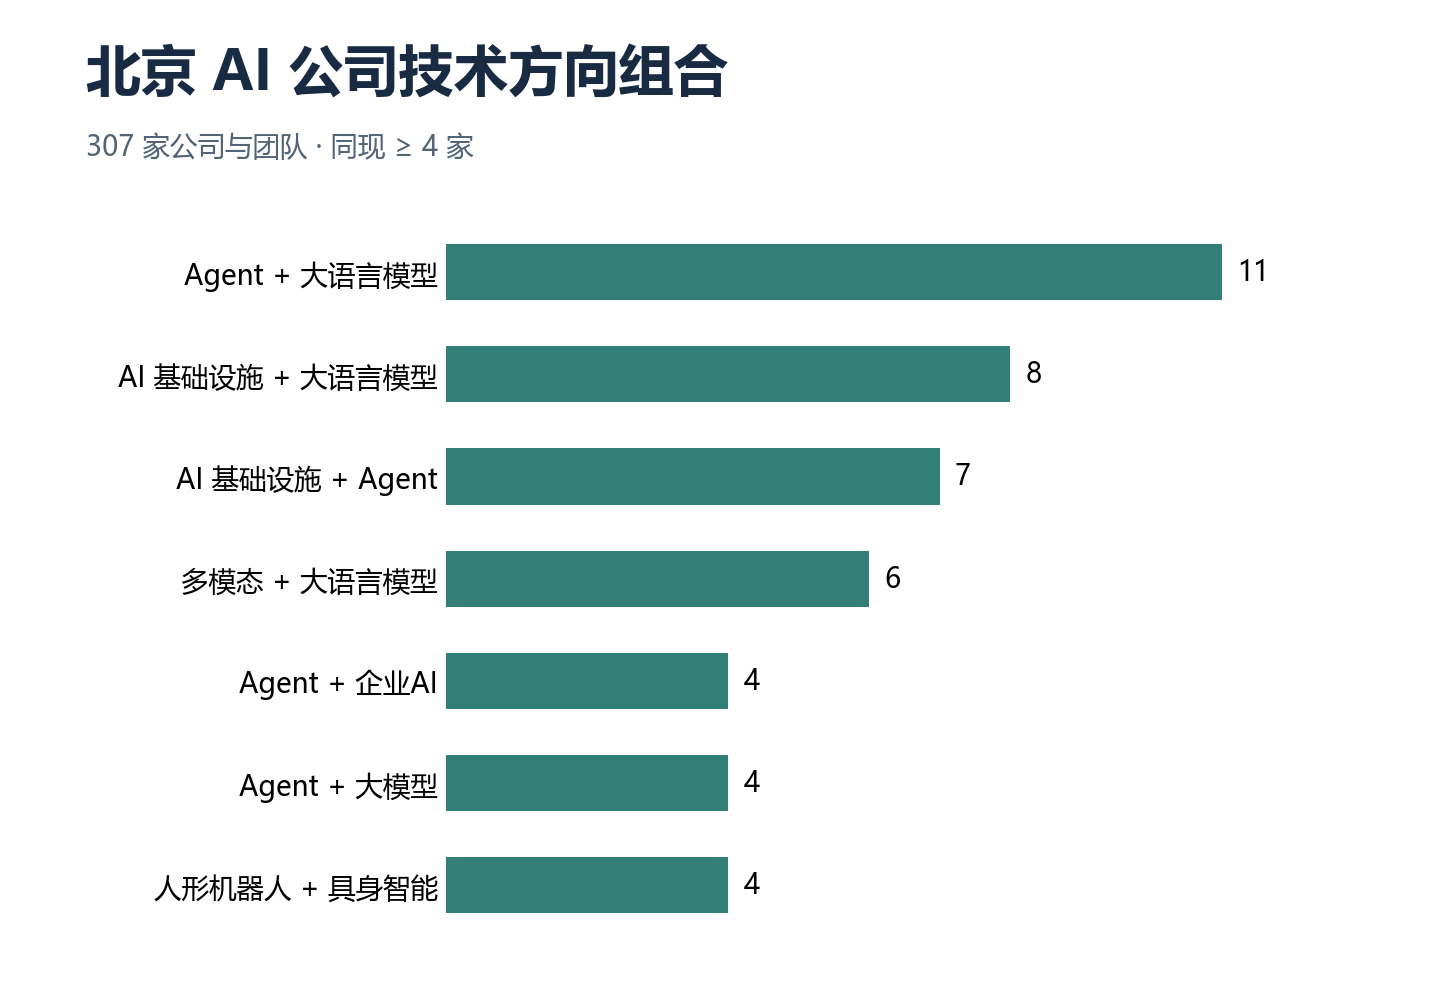 北京 AI 公司技术方向组合
307 家公司与团队 · 同现 ≥ 4 家
Agent + 大语言模型 11
AI 基础设施 + 大语言模型 8
AI 基础设施 + Agent 7
多模态 + 大语言模型 6
Agent + 企业AI 4
Agent + 大模型 4
人形机器人 + 具身智能 4